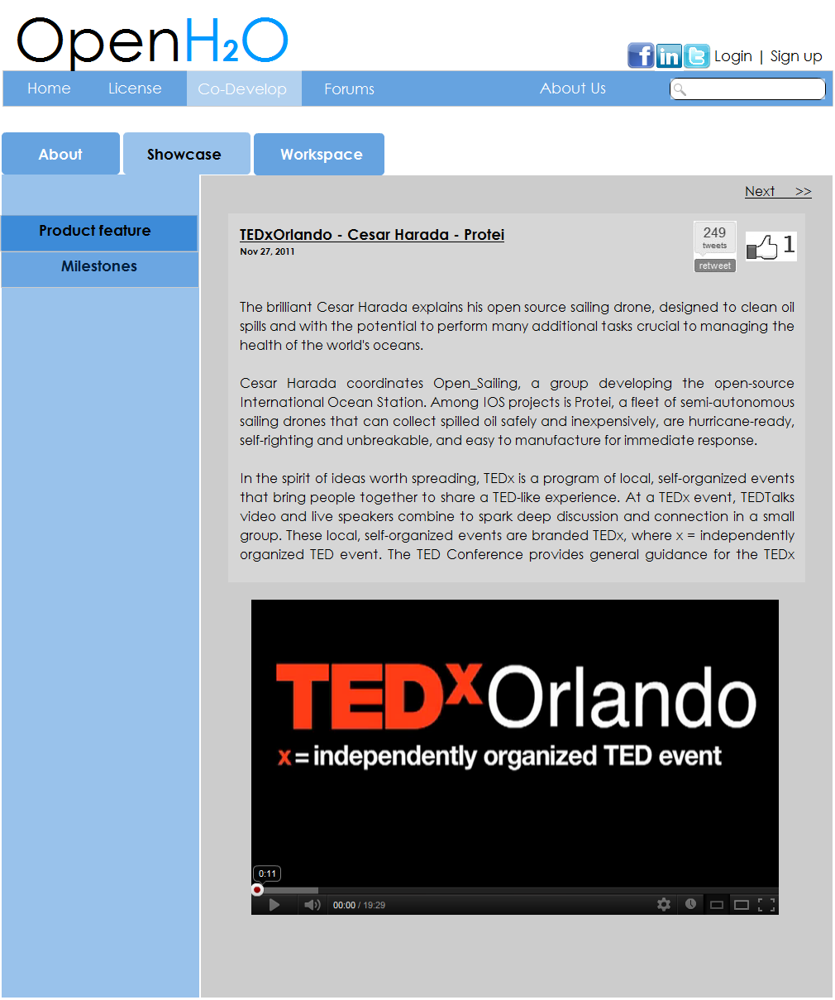 OpenH2O
Login | Sign up
Home License Co-Develop Forums About Us
About Showcase Workspace
Next >>
Product feature
Milestones
TEDxOrlando - Cesar Harada - Protei
Nov 27, 2011
249
tweets
retweet
1
The brilliant Cesar Harada explains his open source sailing drone, designed to clean oil
spills and with the potential to perform many additional tasks crucial to managing the
health of the world's oceans.
Cesar Harada coordinates Open_Sailing, a group developing the open-source
International Ocean Station. Among IOS projects is Protei, a fleet of semi-autonomous
sailing drones that can collect spilled oil safely and inexpensively, are hurricane-ready,
self-righting and unbreakable, and easy to manufacture for immediate response.
In the spirit of ideas worth spreading, TEDx is a program of local, self-organized events
that bring people together to share a TED-like experience. At a TEDx event, TEDTalks
video and live speakers combine to spark deep discussion and connection in a small
group. These local, self-organized events are branded TEDx, where x = independently
organized TED event. The TED Conference provides general guidance for the TEDx
TEDxOrlando
x = independently organized TED event
0:11
00:00 / 19:29